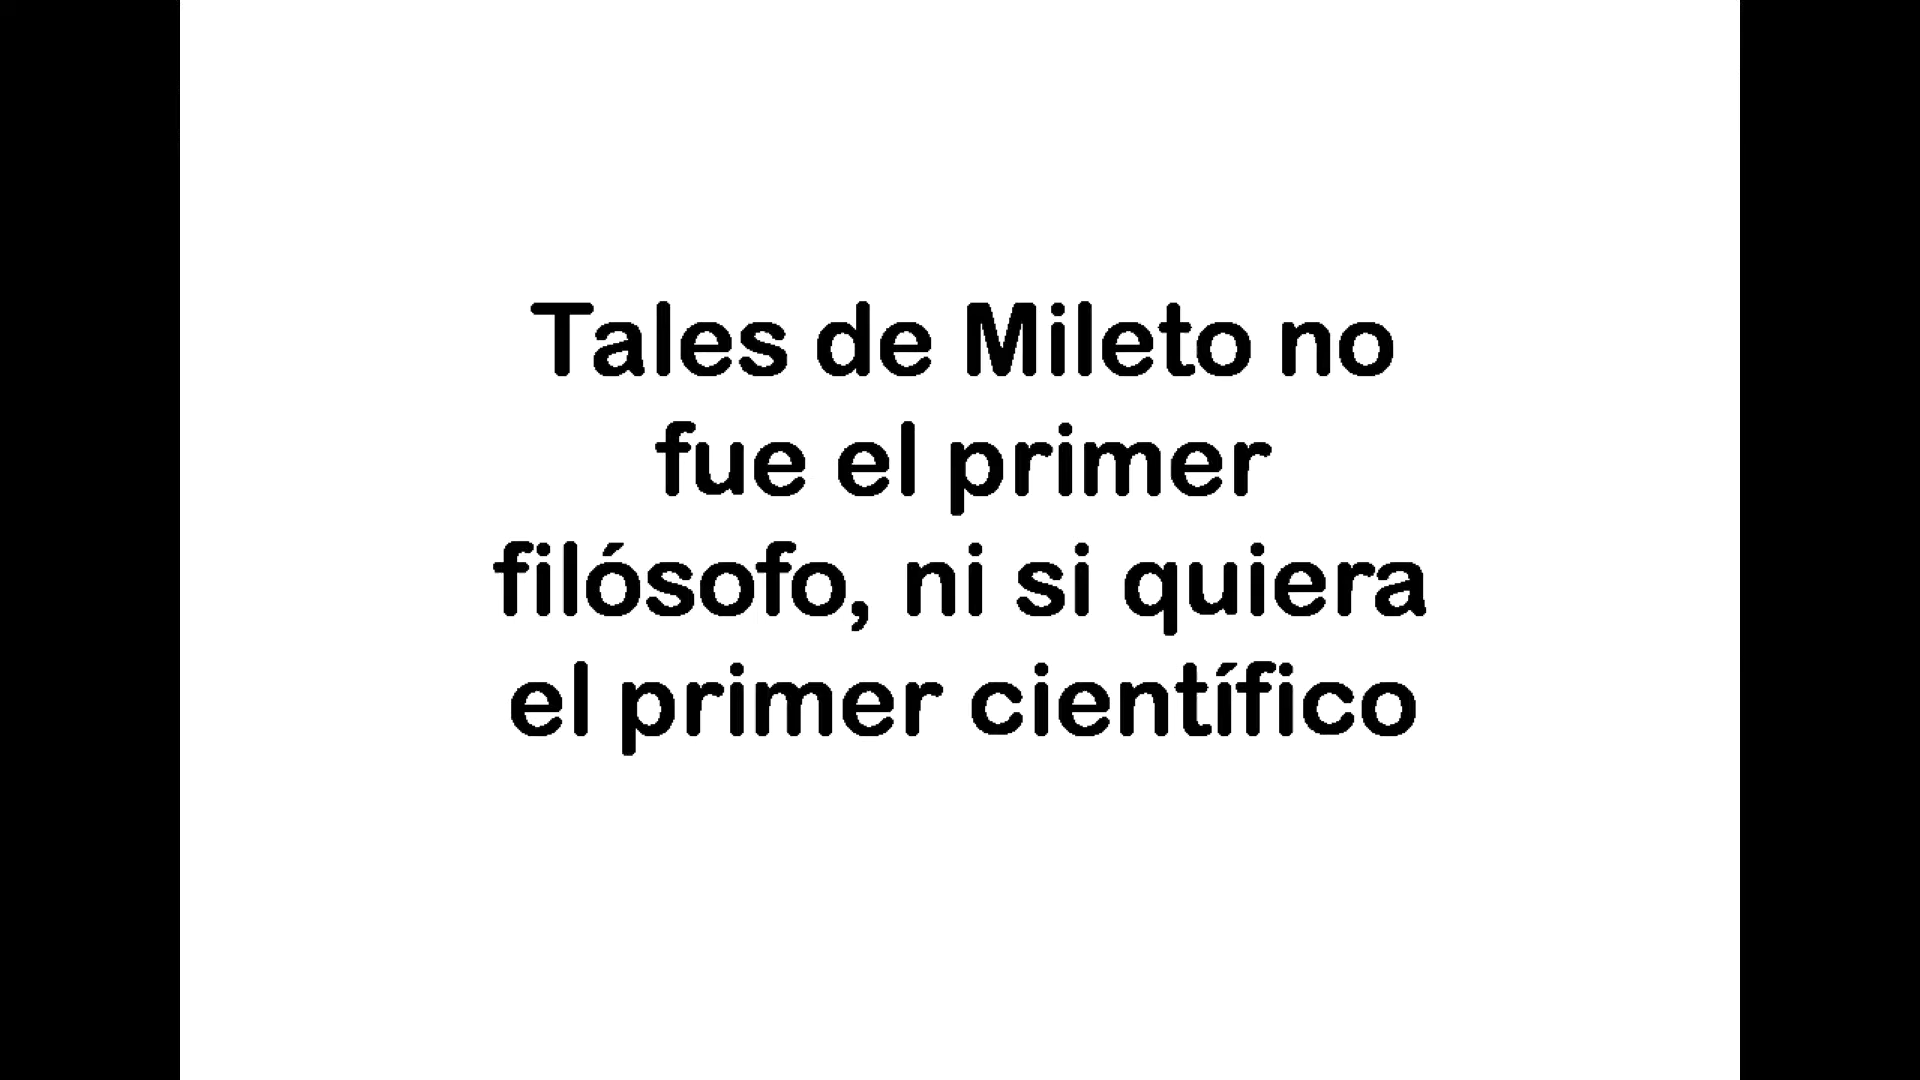 Tales de Mileto no
fue el primer
filósofo, ni si quiera
el primer científico